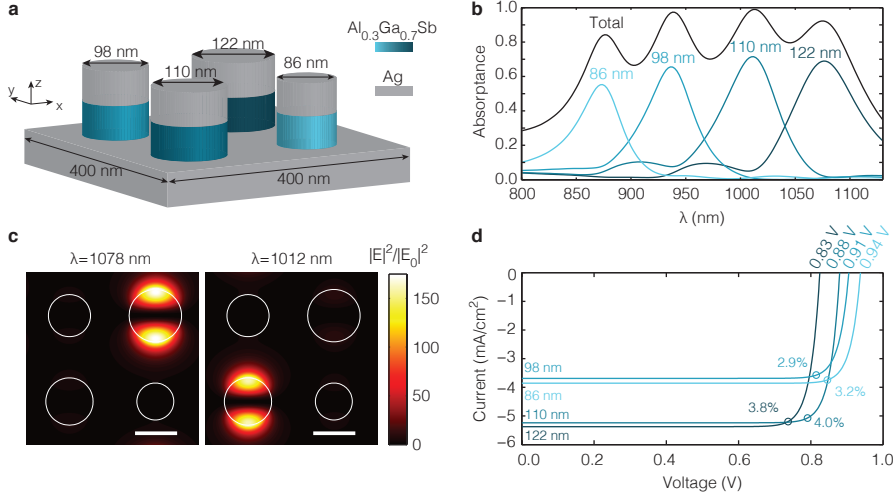 a
Al0.3Ga0.7Sb
98 nm
122 nm
110 nm
86 nm
Ag
z
y
x
400 nm
400 nm
b
1.0
0.8
0.6
0.4
0.2
0.0
Absorptance
Total
86 nm
98 nm
110 nm
122 nm
800
850
900
950
1000
1050
1100
λ (nm)
c
λ=1078 nm
λ=1012 nm
|E|²/|E0|²
150
100
50
0
d
0.83 V
0.88 V
0.91 V
0.94 V
0
−1
−2
−3
−4
−5
−6
Current (mA/cm²)
98 nm
86 nm
110 nm
122 nm
2.9%
3.2%
3.8%
4.0%
0.0
0.2
0.4
0.6
0.8
1.0
Voltage (V)